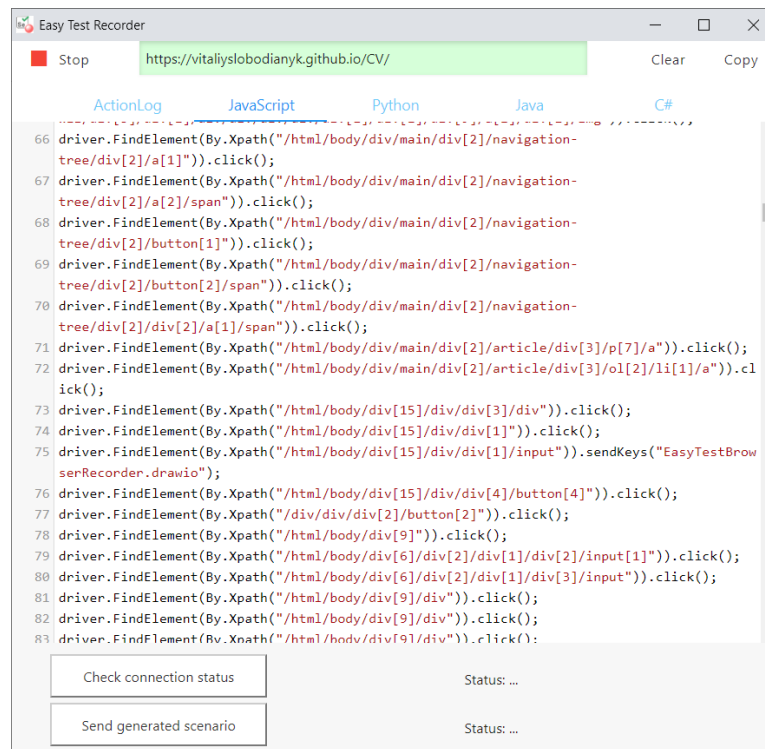 Easy Test Recorder
Stop
https://vitaliyslobodianyk.github.io/CV/
Clear
Copy
ActionLog
JavaScript
Python
Java
C#
66 driver.FindElement(By.Xpath("/html/body/div/main/div[2]/navigation-
tree/div[2]/a[1]")).click();
67 driver.FindElement(By.Xpath("/html/body/div/main/div[2]/navigation-
tree/div[2]/a[2]/span")).click();
68 driver.FindElement(By.Xpath("/html/body/div/main/div[2]/navigation-
tree/div[2]/button[1]")).click();
69 driver.FindElement(By.Xpath("/html/body/div/main/div[2]/navigation-
tree/div[2]/button[2]/span")).click();
70 driver.FindElement(By.Xpath("/html/body/div/main/div[2]/navigation-
tree/div[2]/div[2]/a[1]/span")).click();
71 driver.FindElement(By.Xpath("/html/body/div/main/div[2]/article/div[3]/p[7]/a")).click();
72 driver.FindElement(By.Xpath("/html/body/div/main/div[2]/article/div[3]/ol[2]/li[1]/a")).cl
ick();
73 driver.FindElement(By.Xpath("/html/body/div[15]/div/div[3]/div")).click();
74 driver.FindElement(By.Xpath("/html/body/div[15]/div/div[1]")).click();
75 driver.FindElement(By.Xpath("/html/body/div[15]/div/div[1]/input")).sendKeys("EasyTestBrow
serRecorder.drawio");
76 driver.FindElement(By.Xpath("/html/body/div[15]/div/div[4]/button[4]")).click();
77 driver.FindElement(By.Xpath("/div/div/div[2]/button[2]")).click();
78 driver.FindElement(By.Xpath("/html/body/div[9]")).click();
79 driver.FindElement(By.Xpath("/html/body/div[6]/div[2]/div[1]/div[2]/input[1]")).click();
80 driver.FindElement(By.Xpath("/html/body/div[6]/div[2]/div[1]/div[3]/input")).click();
81 driver.FindElement(By.Xpath("/html/body/div[9]/div")).click();
82 driver.FindElement(By.Xpath("/html/body/div[9]/div")).click();
83 driver.FindElement(By.Xpath("/html/body/div[9]/div")).click();
Check connection status
Status: ...
Send generated scenario
Status: ...